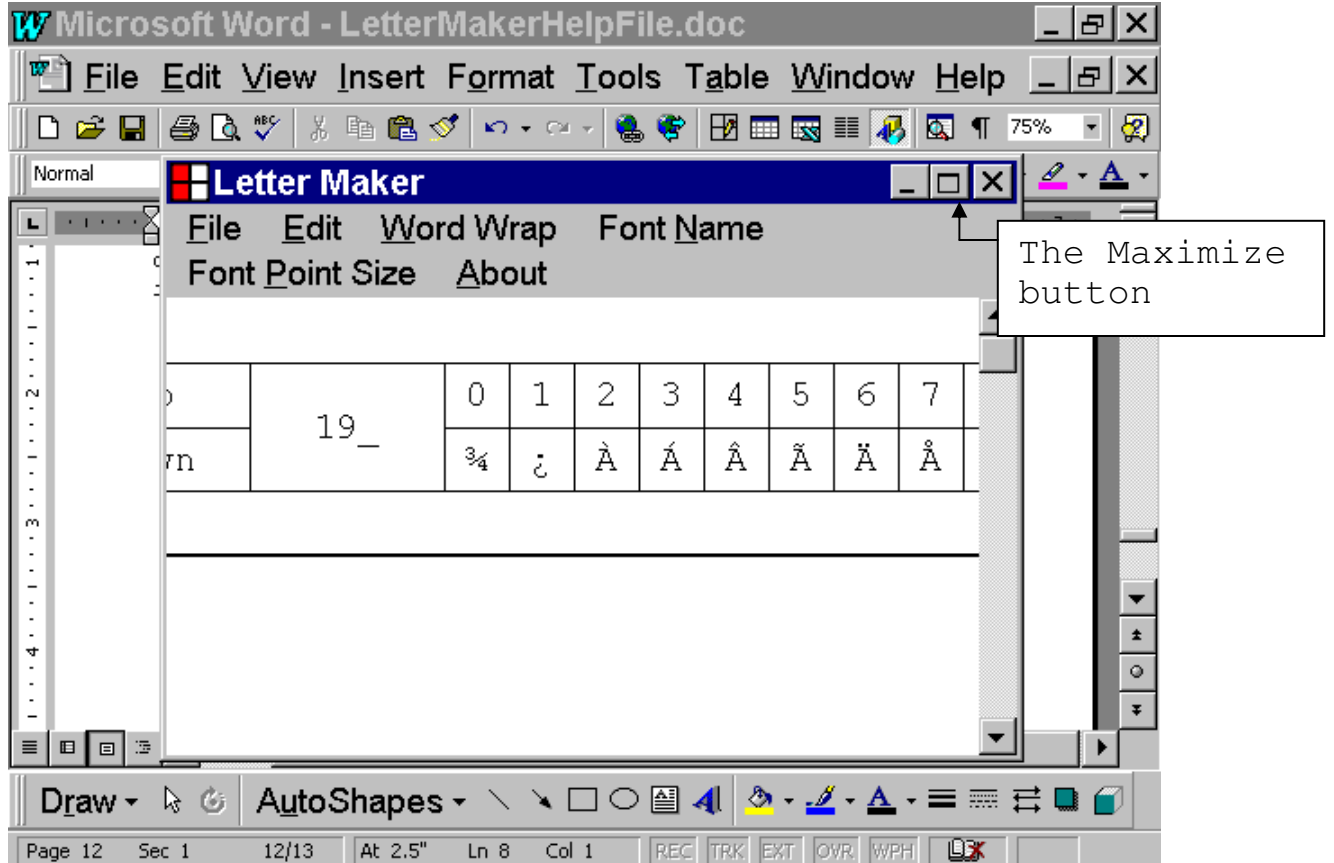 Microsoft Word - LetterMakerHelpFile.doc
File Edit View Insert Format Tools Table Window Help
ABC 75%
Normal
Letter Maker
File Edit Word Wrap Font Name
Font Point Size About
The Maximize
button
19_
0 1 2 3 4 5 6 7
¾ ¿ À Á Â Ã Ä Å
Draw AutoShapes
Page 12 Sec 1 12/13 At 2.5" Ln 8 Col 1 REC TRK EXT OVR WPH